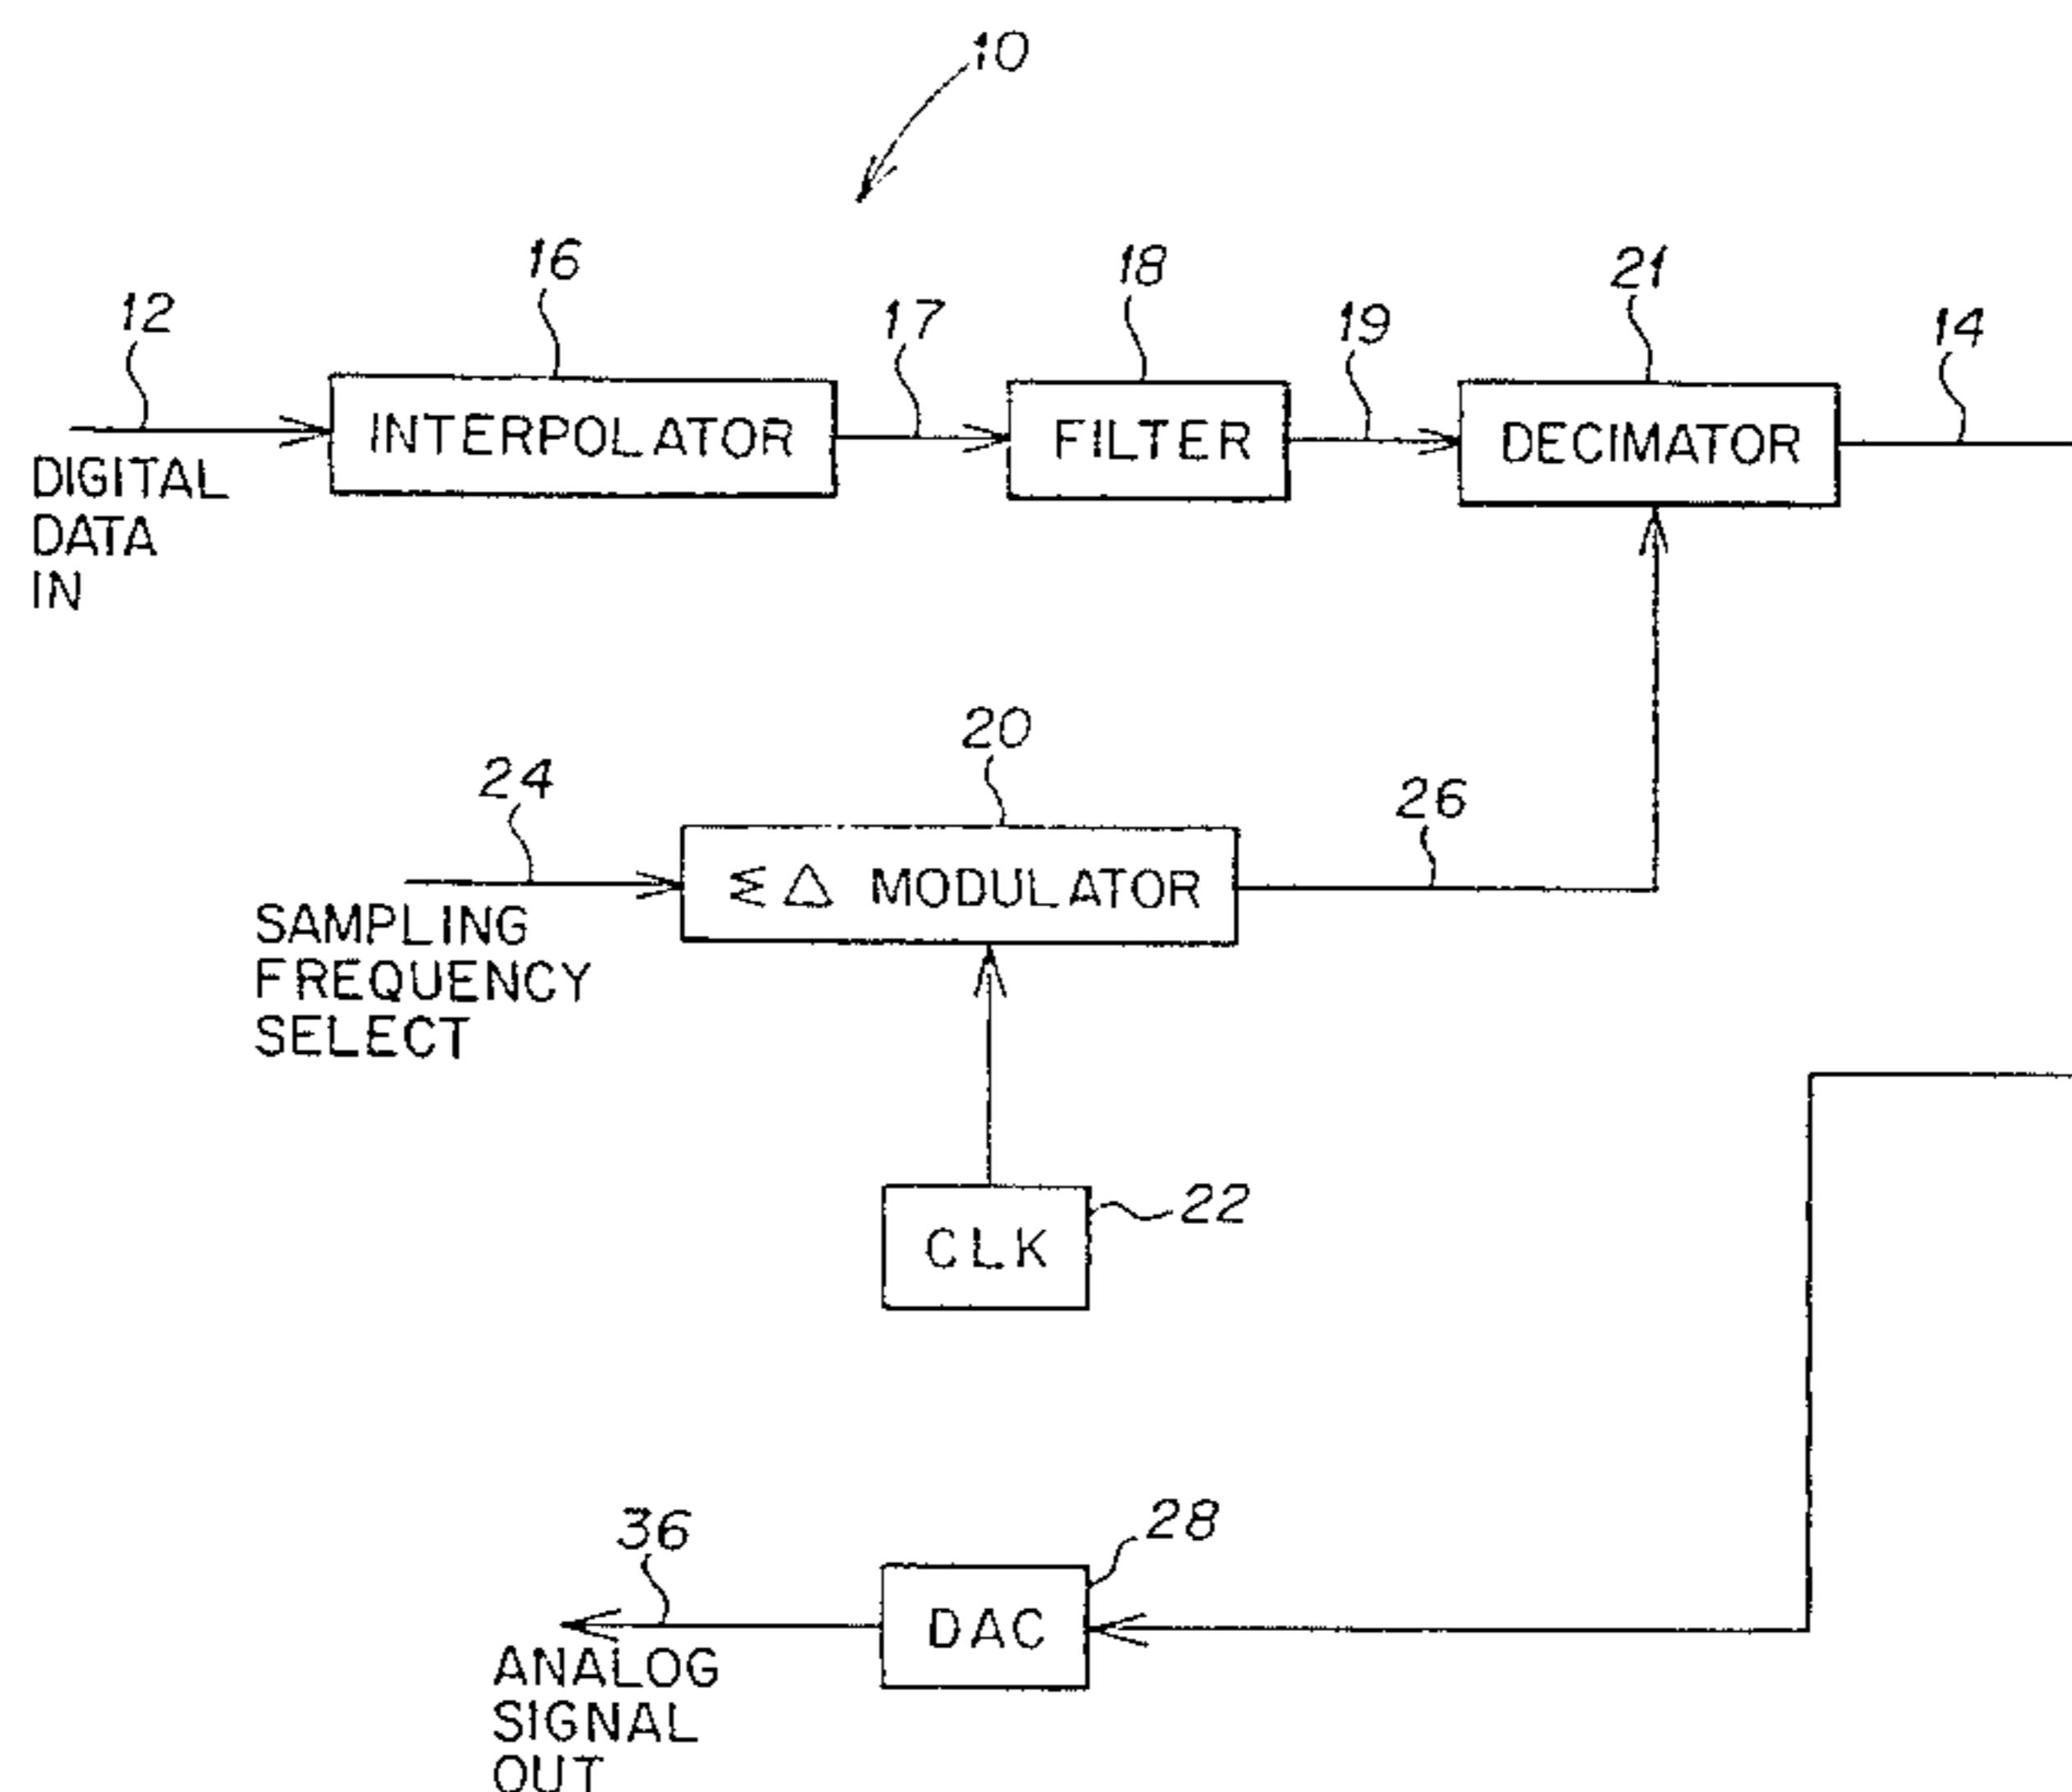 10
16
18
21
12
17
19
14
INTERPOLATOR
FILTER
DECIMATOR
DIGITAL
DATA
IN
20
24
26
ΣΔ MODULATOR
SAMPLING
FREQUENCY
SELECT
22
CLK
36
28
DAC
ANALOG
SIGNAL
OUT